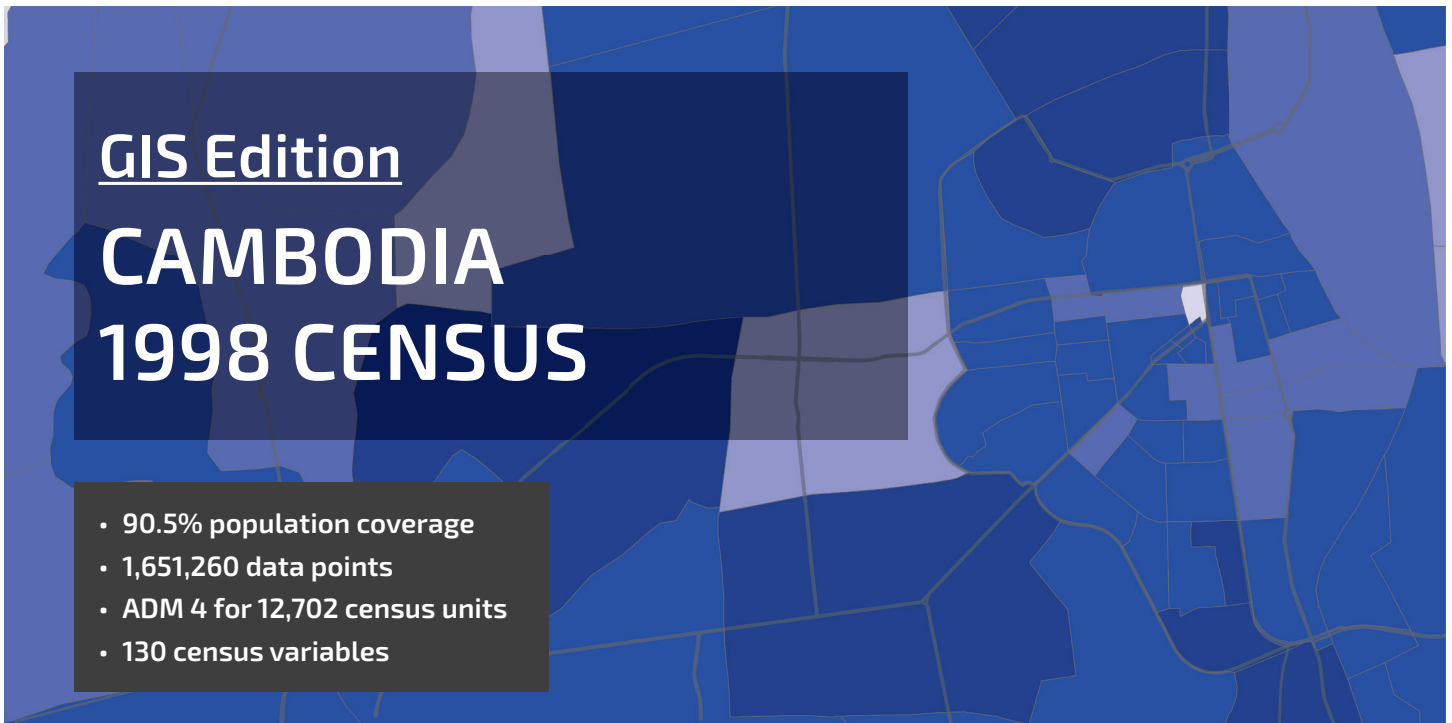 GIS Edition
CAMBODIA
1998 CENSUS
• 90.5% population coverage
• 1,651,260 data points
• ADM 4 for 12,702 census units
• 130 census variables